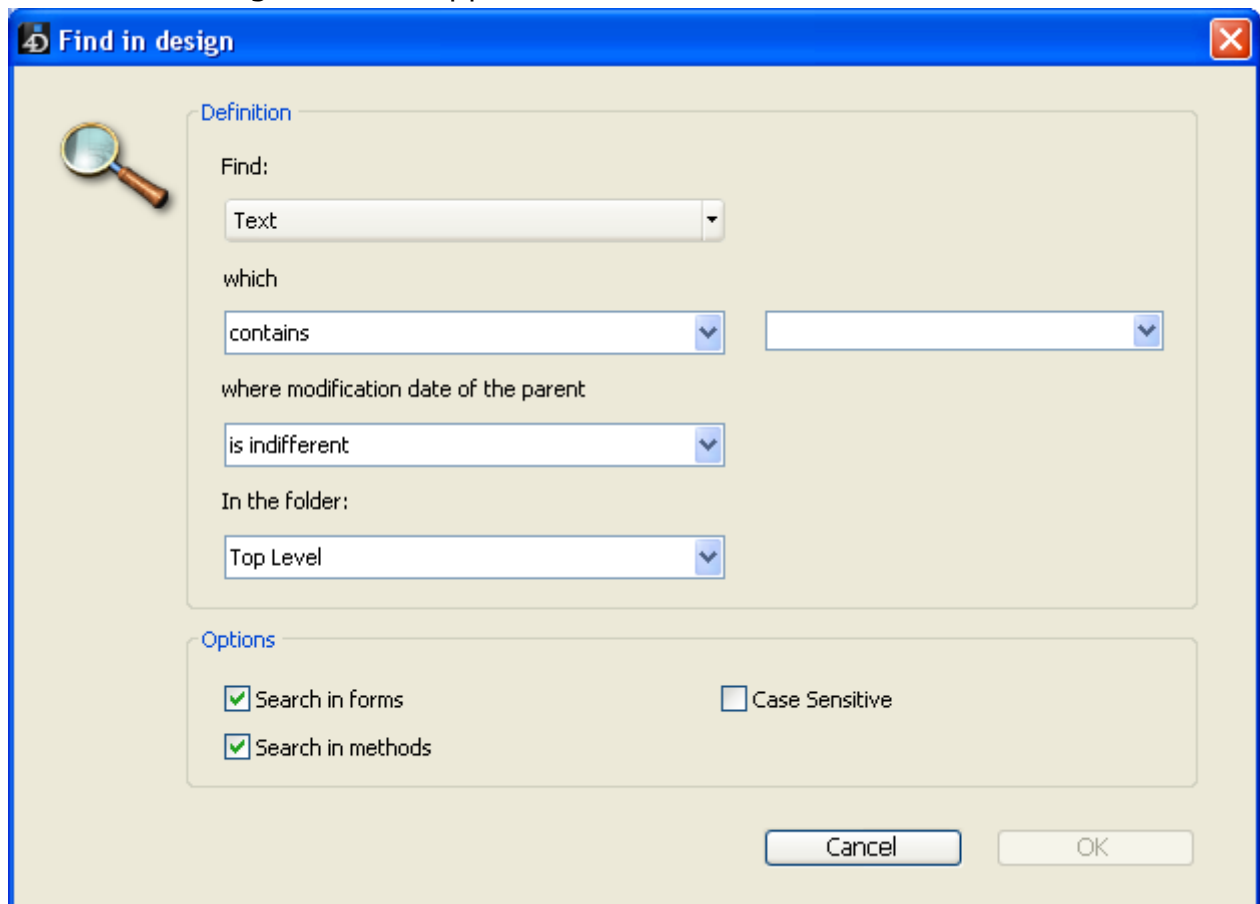 4D Find in design
Definition
Find:
Text
which
contains
where modification date of the parent
is indifferent
In the folder:
Top Level
Options
Search in forms
Case Sensitive
Search in methods
Cancel
OK